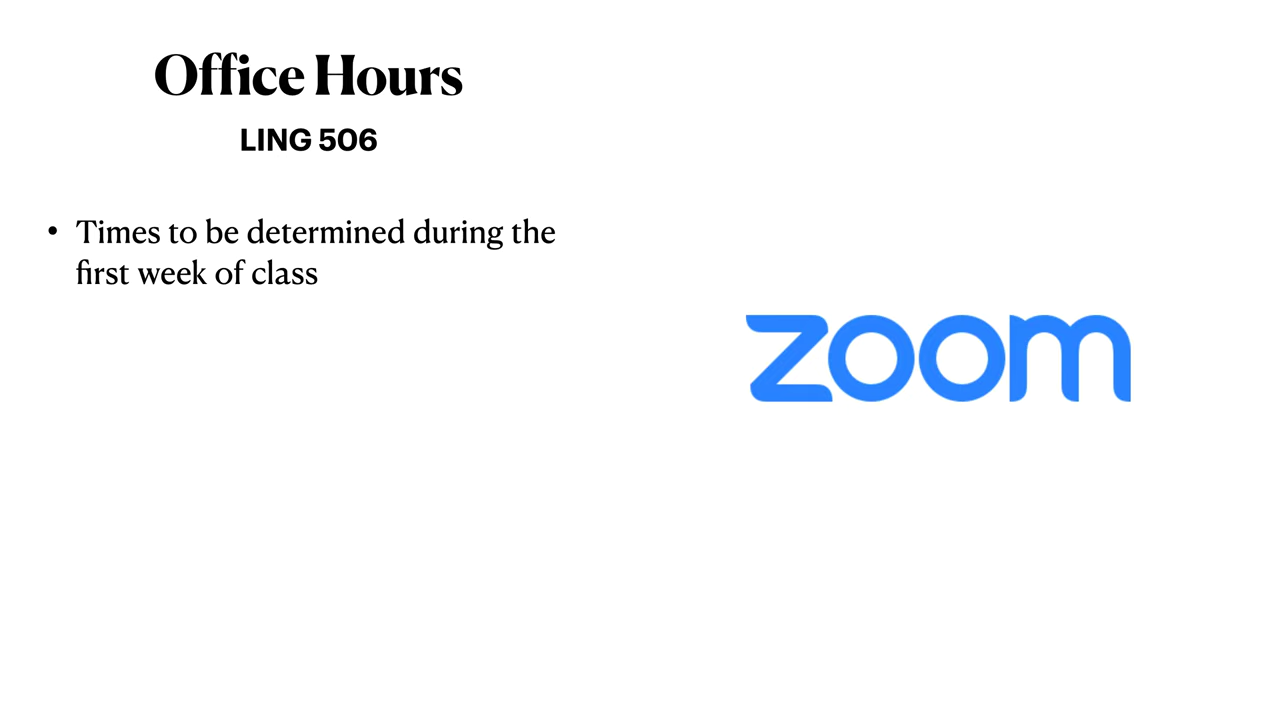 Office Hours
LING 506
• Times to be determined during the
first week of class
zoom